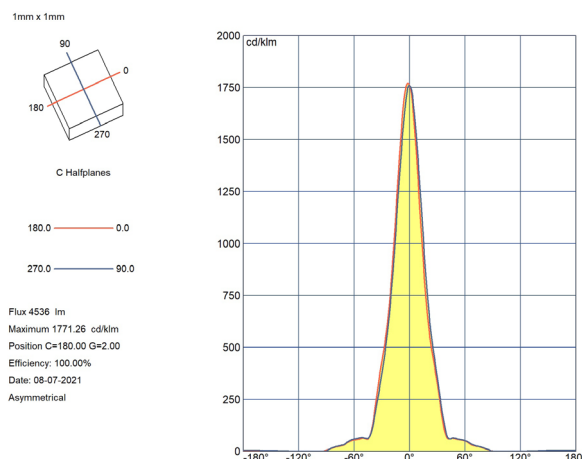 1mm x 1mm
90
0
180
270
C Halfplanes
180.0 0.0
270.0 90.0
Flux 4536 lm
Maximum 1771.26 cd/klm
Position C=180.00 G=2.00
Efficiency: 100.00%
Date: 08-07-2021
Asymmetrical
2000
cd/klm
1750
1500
1250
1000
750
500
250
0
-180° -120° -60° 0° 60° 120° 180